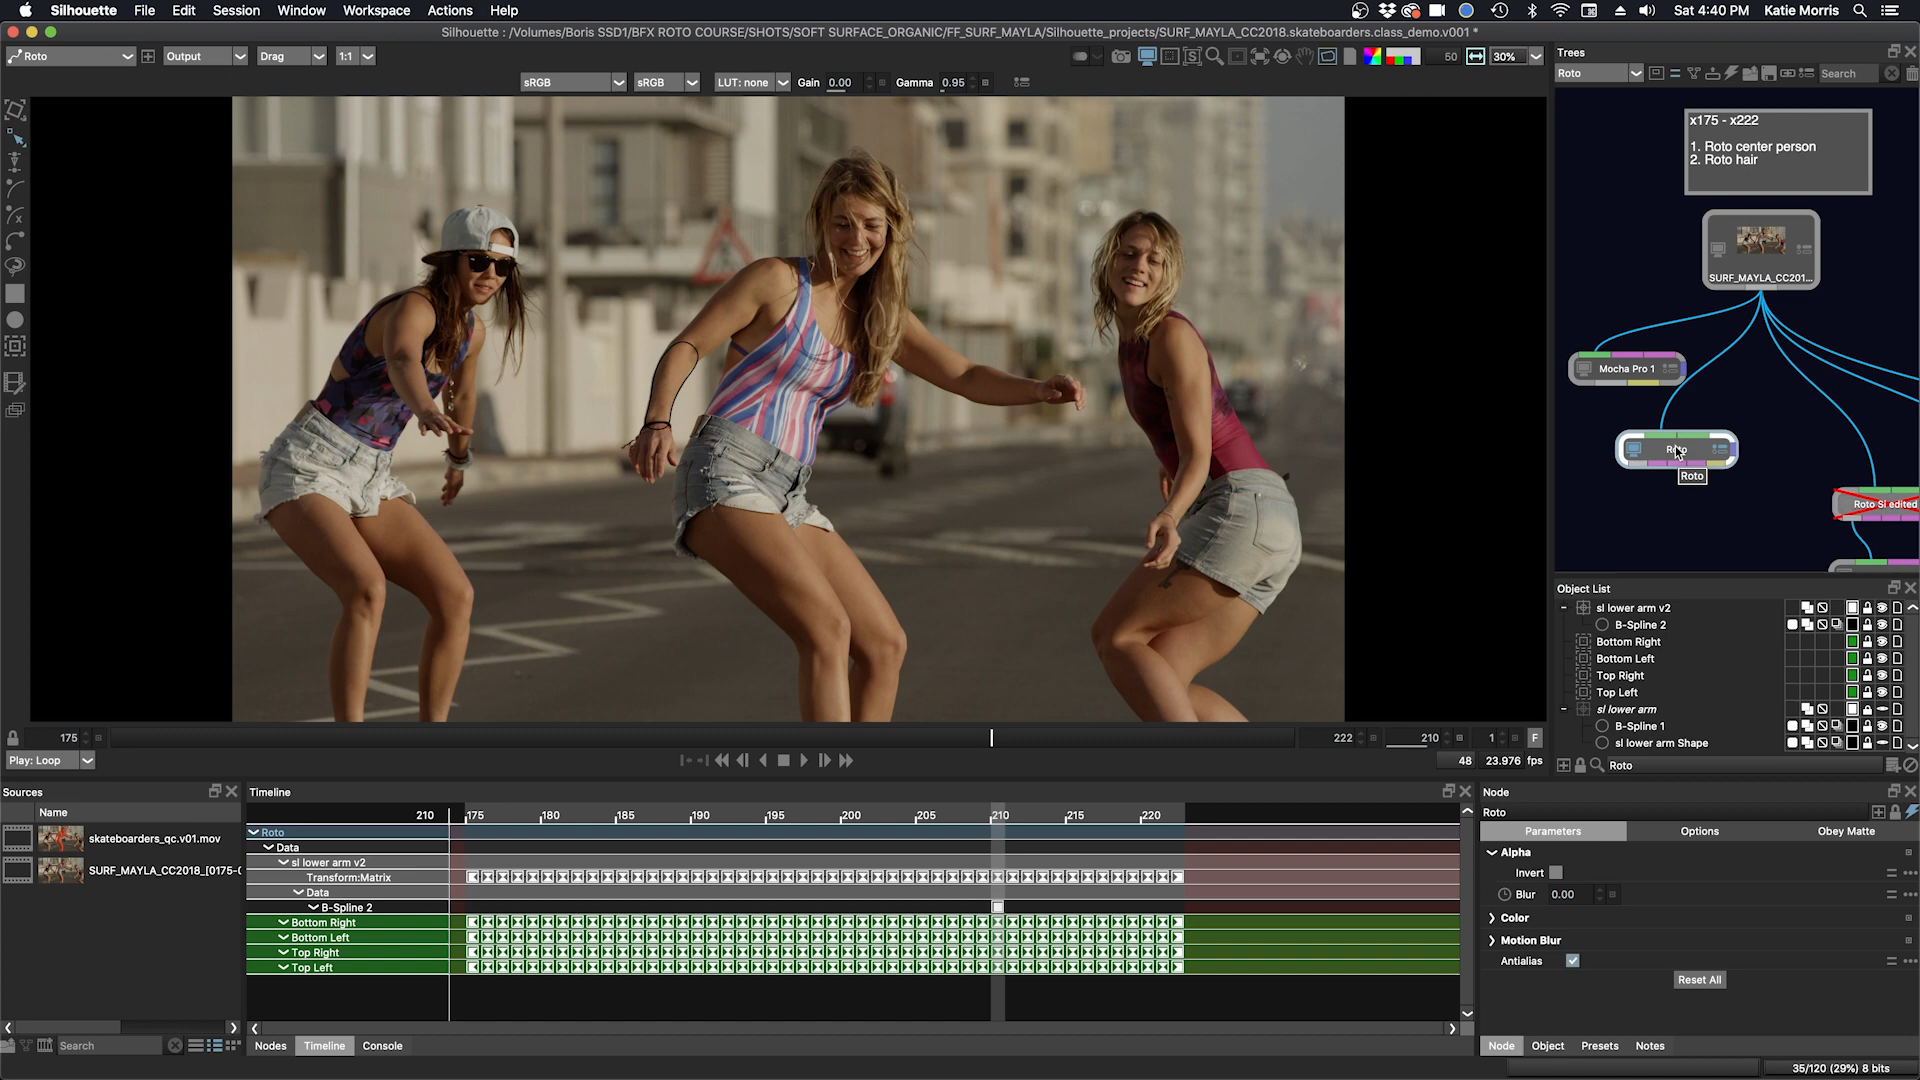 Silhouette File Edit Session Window Workspace Actions Help Sat 4:40 PM Katie Morris
Silhouette : /Volumes/Boris SSD1/BFX ROTO COURSE/SHOTS/SOFT SURFACE_ORGANIC/FF_SURF_MAYLA/Silhouette_projects/SURF_MAYLA_CC2018.skateboarders.class_demo.v001 *
Roto Output Drag 1:1 50 30%
sRGB sRGB LUT: none Gain 0.00 Gamma 0.95
Trees
Roto Search
x175 - x222
1. Roto center person
2. Roto hair
SURF_MAYLA_CC201...
Mocha Pro 1
Roto
Roto Sl edited
Object List
sl lower arm v2
B-Spline 2
Bottom Right
Bottom Left
Top Right
Top Left
sl lower arm
B-Spline 1
sl lower arm Shape
Roto
175 222 210 1 F
Play: Loop 48 23.976 fps
Sources
Name
skateboarders_qc.v01.mov
SURF_MAYLA_CC2018_[0175-0
Search
Timeline
210 175 180 185 190 195 200 205 210 215 220
Roto
Data
sl lower arm v2
Transform:Matrix
Data
B-Spline 2
Bottom Right
Bottom Left
Top Right
Top Left
Nodes Timeline Console
Node
Roto
Parameters Options Obey Matte
Alpha
Invert
Blur 0.00
Color
Motion Blur
Antialias
Reset All
Node Object Presets Notes
35/120 (29%) 8 bits